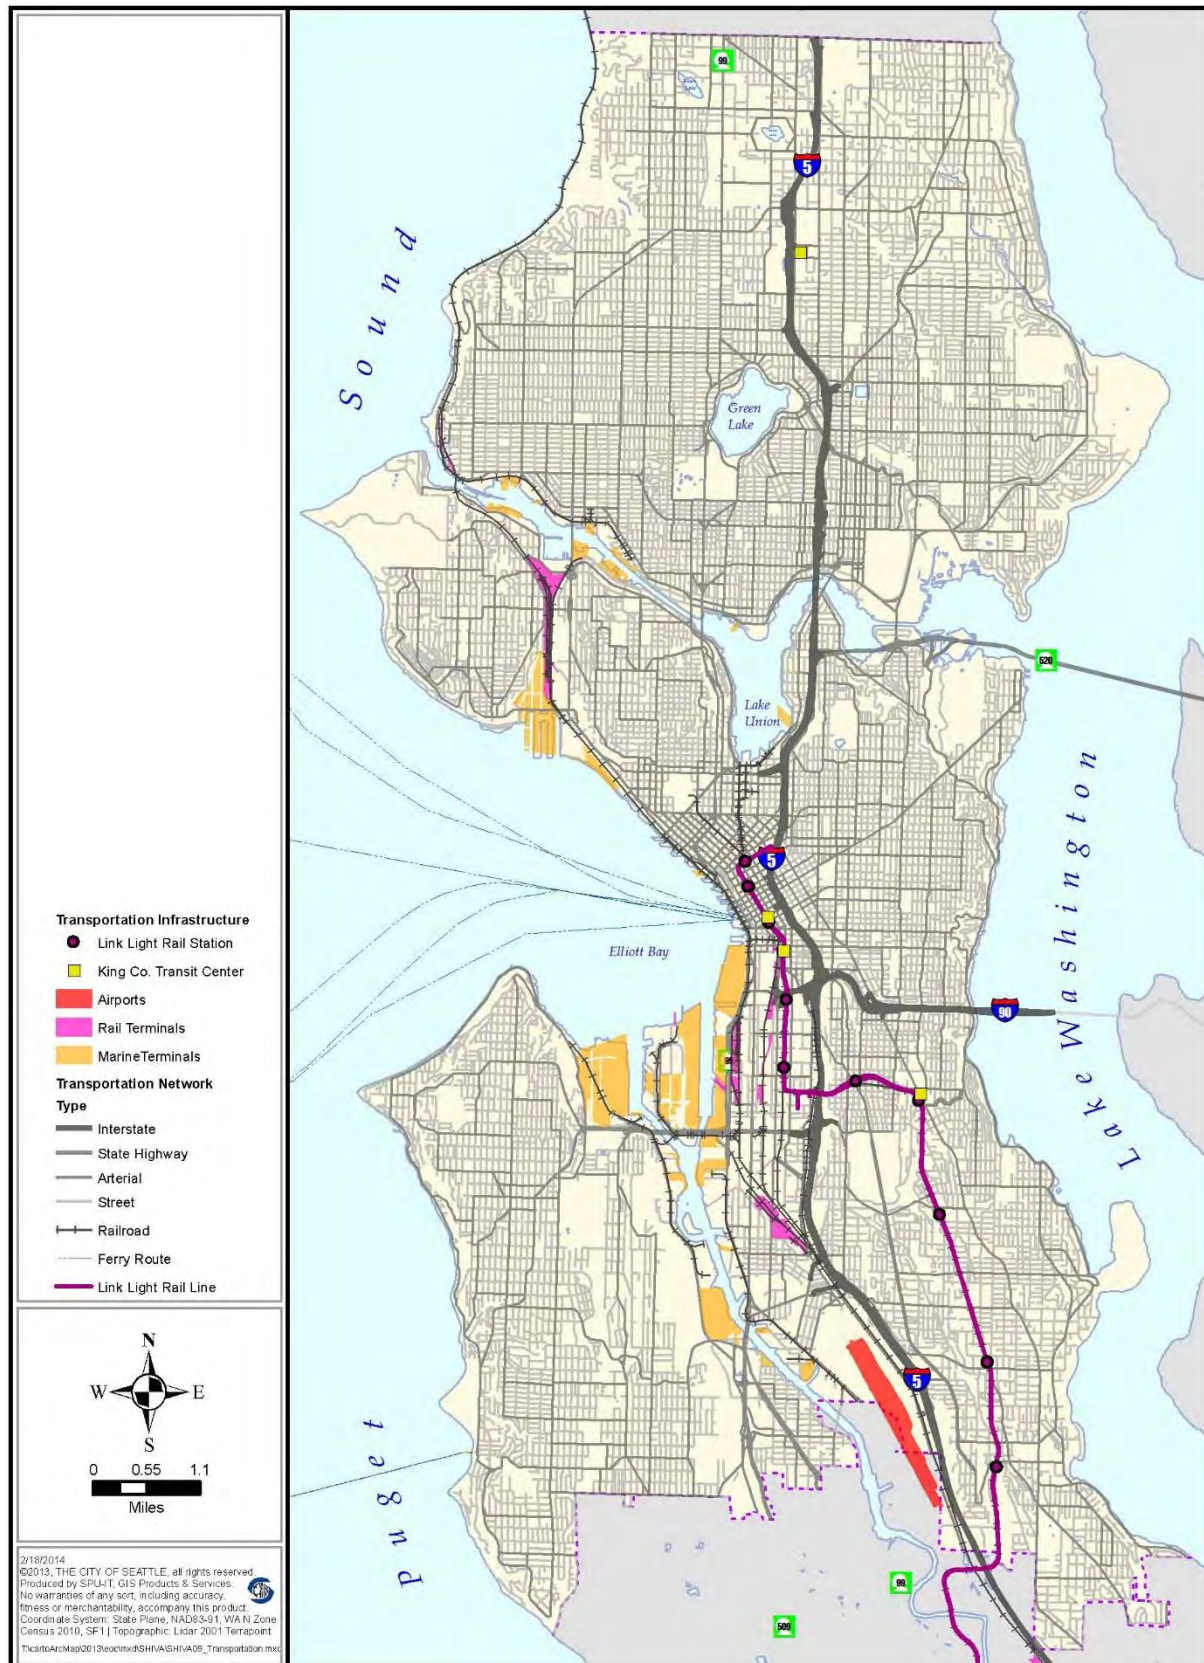 Transportation Infrastructure
Link Light Rail Station
King Co. Transit Center
Airports
Rail Terminals
MarineTerminals
Transportation Network
Type
Interstate
State Highway
Arterial
Street
Railroad
Ferry Route
Link Light Rail Line
N
W E
S
0 0.55 1.1
Miles
2/18/2014
©2013, THE CITY OF SEATTLE, all rights reserved.
Produced by SPU-IT, GIS Products & Services.
No warranties of any sort, including accuracy,
fitness or merchantability, accompany this product.
Coordinate System: State Plane, NAD83-91, WA N Zone
Census 2010, SF1 | Topographic: Lidar 2001 Terrapoint
99
5
Sound
Green
Lake
520
Lake
Union
5
Elliott Bay
90
Lake Washington
5
Puget
99
509